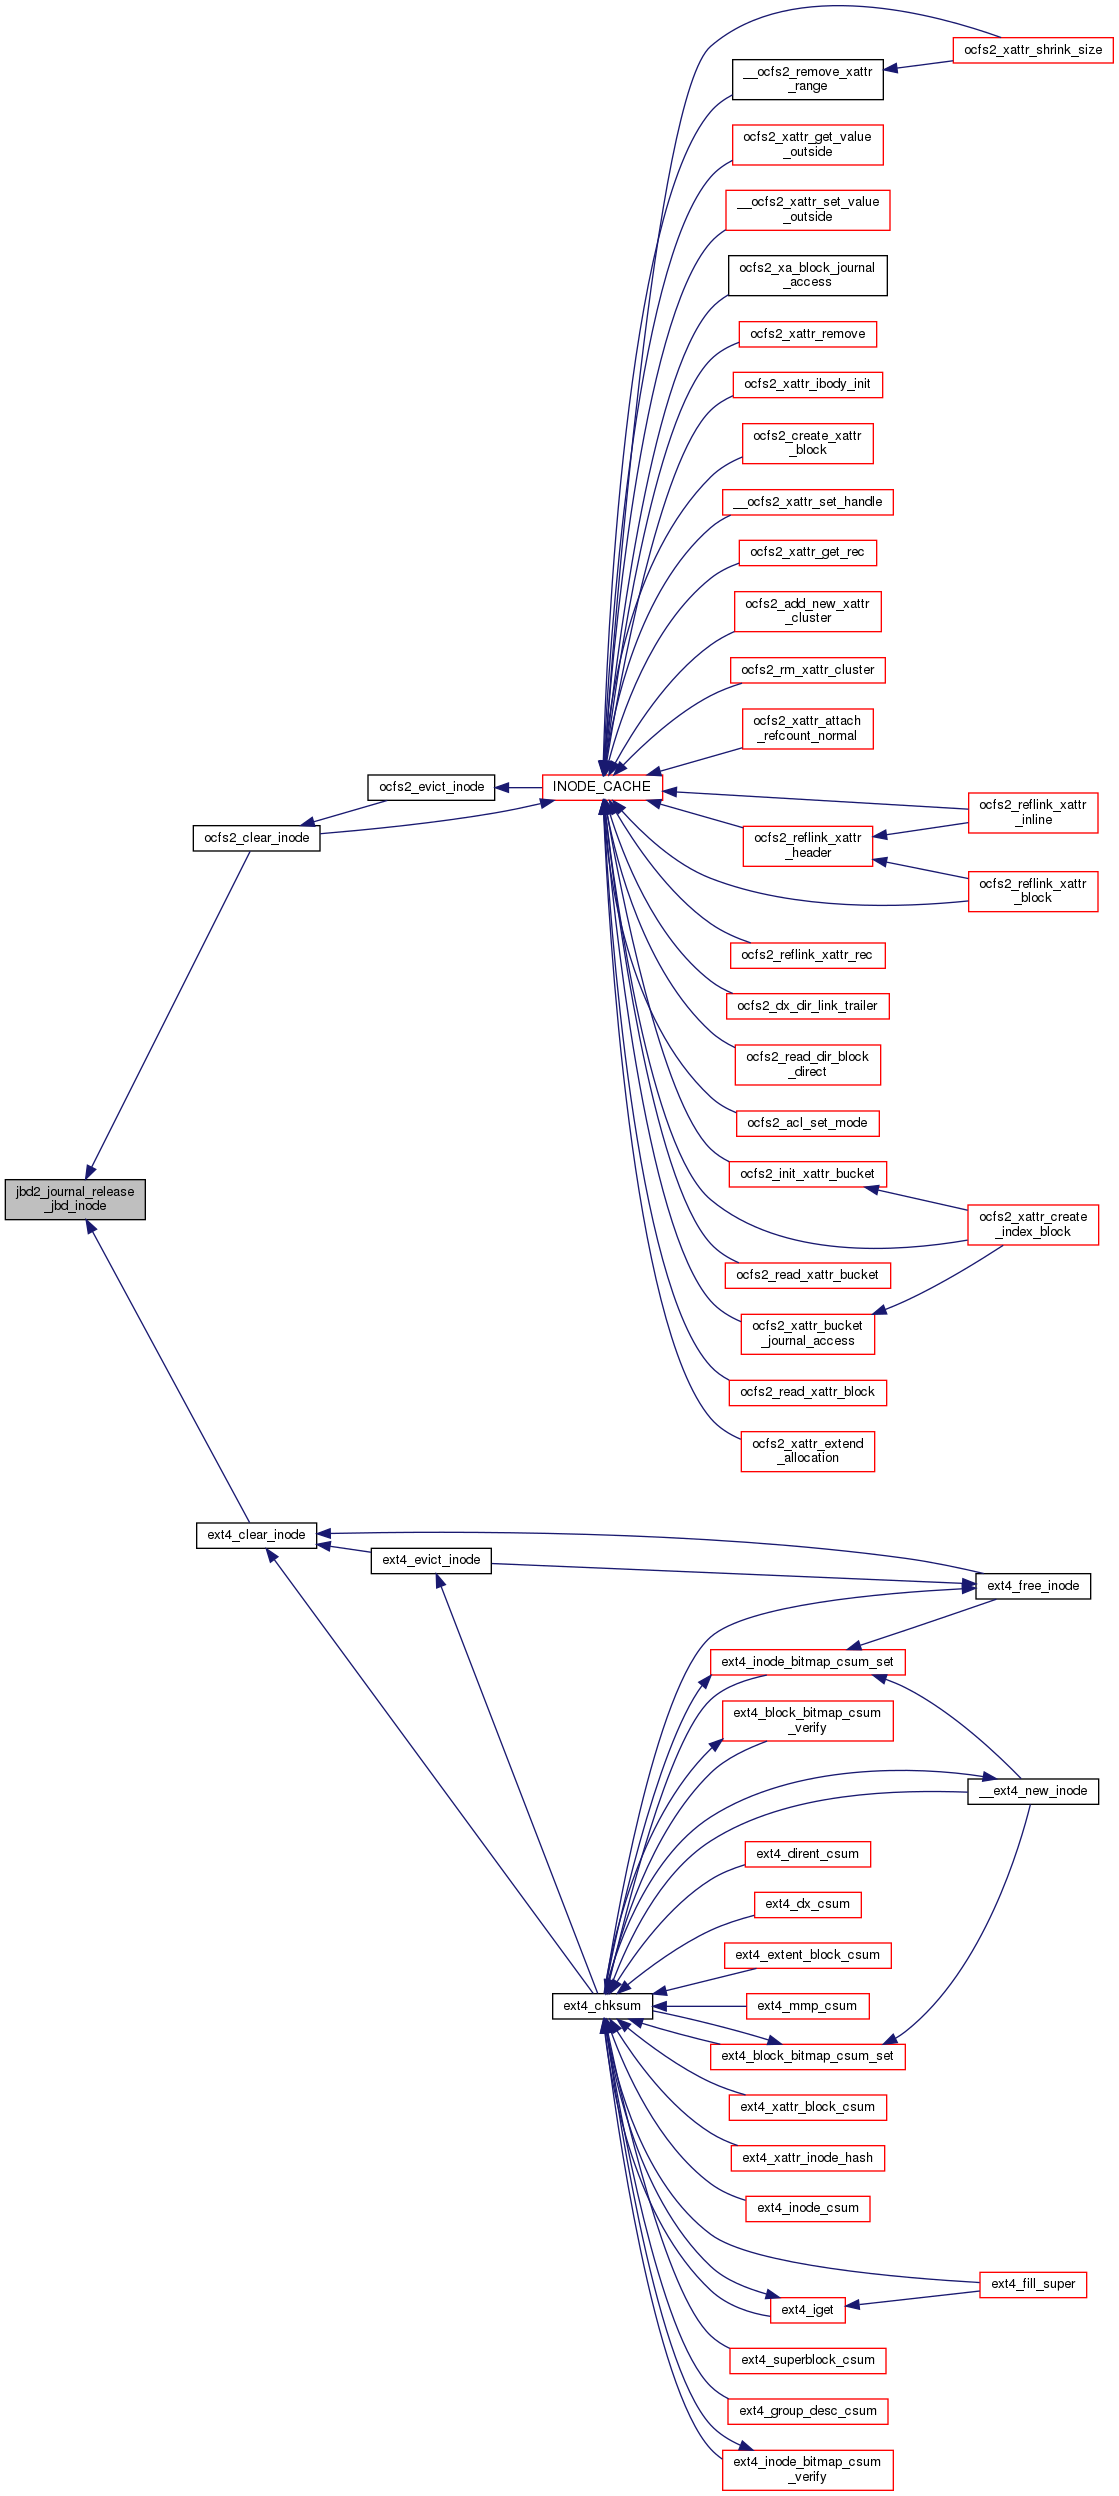 ocfs2_xattr_shrink_size
__ocfs2_remove_xattr
_range
ocfs2_xattr_get_value
_outside
__ocfs2_xattr_set_value
_outside
ocfs2_xa_block_journal
_access
ocfs2_xattr_remove
ocfs2_xattr_ibody_init
ocfs2_create_xattr
_block
__ocfs2_xattr_set_handle
ocfs2_xattr_get_rec
ocfs2_add_new_xattr
_cluster
ocfs2_rm_xattr_cluster
ocfs2_xattr_attach
_refcount_normal
ocfs2_evict_inode
INODE_CACHE
ocfs2_reflink_xattr
_inline
ocfs2_clear_inode
ocfs2_reflink_xattr
_header
ocfs2_reflink_xattr
_block
ocfs2_reflink_xattr_rec
ocfs2_dx_dir_link_trailer
ocfs2_read_dir_block
_direct
ocfs2_acl_set_mode
ocfs2_init_xattr_bucket
jbd2_journal_release
_jbd_inode
ocfs2_xattr_create
_index_block
ocfs2_read_xattr_bucket
ocfs2_xattr_bucket
_journal_access
ocfs2_read_xattr_block
ocfs2_xattr_extend
_allocation
ext4_clear_inode
ext4_evict_inode
ext4_free_inode
ext4_inode_bitmap_csum_set
ext4_block_bitmap_csum
_verify
__ext4_new_inode
ext4_dirent_csum
ext4_dx_csum
ext4_extent_block_csum
ext4_chksum
ext4_mmp_csum
ext4_block_bitmap_csum_set
ext4_xattr_block_csum
ext4_xattr_inode_hash
ext4_inode_csum
ext4_fill_super
ext4_iget
ext4_superblock_csum
ext4_group_desc_csum
ext4_inode_bitmap_csum
_verify